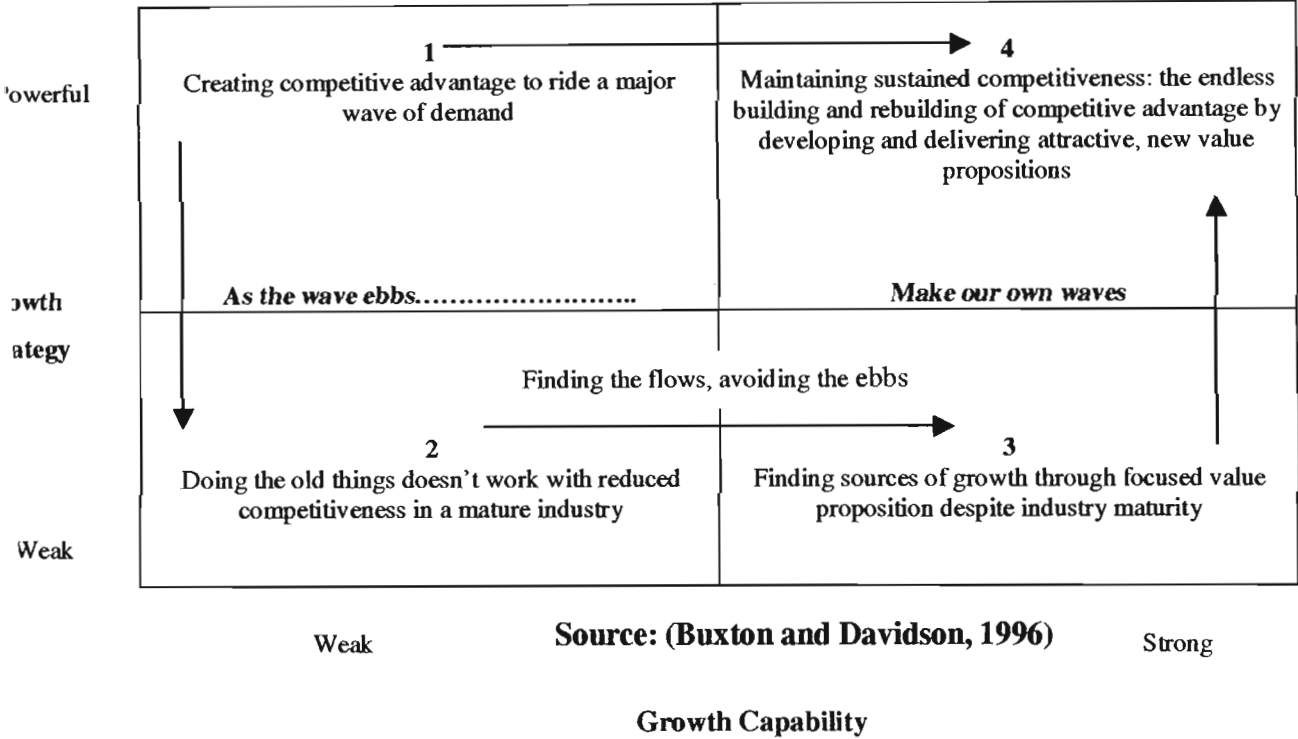 1
Creating competitive advantage to ride a major
wave of demand
4
Maintaining sustained competitiveness: the endless
building and rebuilding of competitive advantage by
developing and delivering attractive, new value
propositions
owerful
As the wave ebbs..............................
Make our own waves
owth
ategy
Finding the flows, avoiding the ebbs
2
Doing the old things doesn't work with reduced
competitiveness in a mature industry
3
Finding sources of growth through focused value
proposition despite industry maturity
Weak
Weak
Source: (Buxton and Davidson, 1996)
Strong
Growth Capability